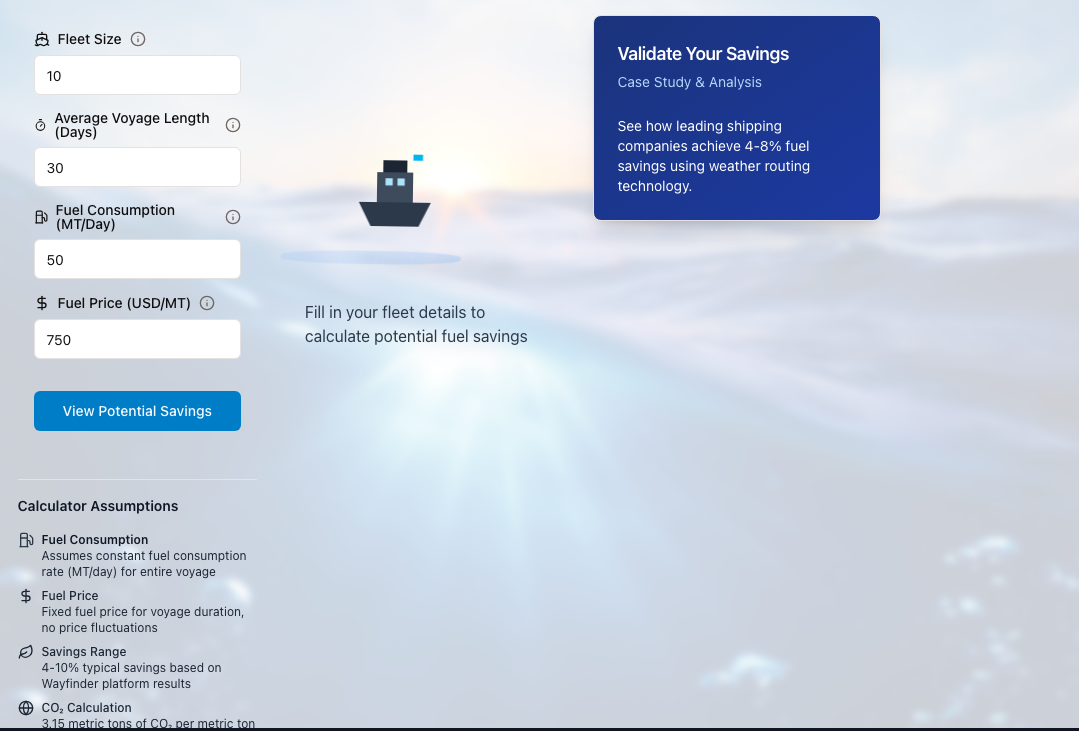 Fleet Size
10
Average Voyage Length
(Days)
30
Fuel Consumption
(MT/Day)
50
Fuel Price (USD/MT)
750
View Potential Savings
Calculator Assumptions
Fuel Consumption
Assumes constant fuel consumption
rate (MT/day) for entire voyage
Fuel Price
Fixed fuel price for voyage duration,
no price fluctuations
Savings Range
4-10% typical savings based on
Wayfinder platform results
CO₂ Calculation
3.15 metric tons of CO₂ per metric ton
Fill in your fleet details to
calculate potential fuel savings
Validate Your Savings
Case Study & Analysis
See how leading shipping
companies achieve 4-8% fuel
savings using weather routing
technology.